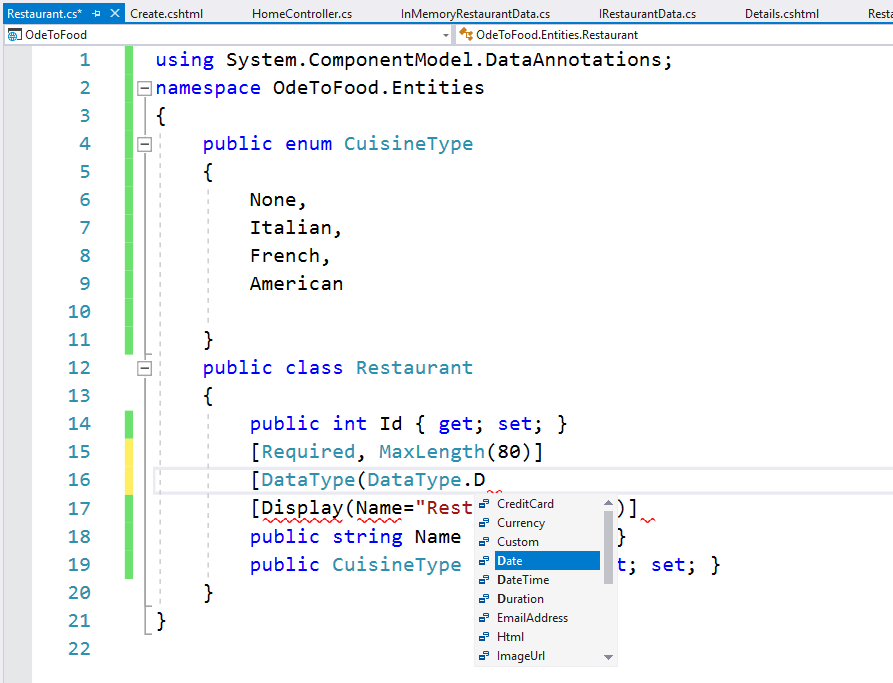 Restaurant.cs* Create.cshtml HomeController.cs InMemoryRestaurantData.cs IRestaurantData.cs Details.cshtml Resta
OdeToFood OdeToFood.Entities.Restaurant
1 using System.ComponentModel.DataAnnotations;
2 namespace OdeToFood.Entities
3 {
4 public enum CuisineType
5 {
6 None,
7 Italian,
8 French,
9 American
10
11 }
12 public class Restaurant
13 {
14 public int Id { get; set; }
15 [Required, MaxLength(80)]
16 [DataType(DataType.D
17 [Display(Name="Rest )]
18 public string Name }
19 public CuisineType t; set; }
20 }
21 }
22
CreditCard
Currency
Custom
Date
DateTime
Duration
EmailAddress
Html
ImageUrl